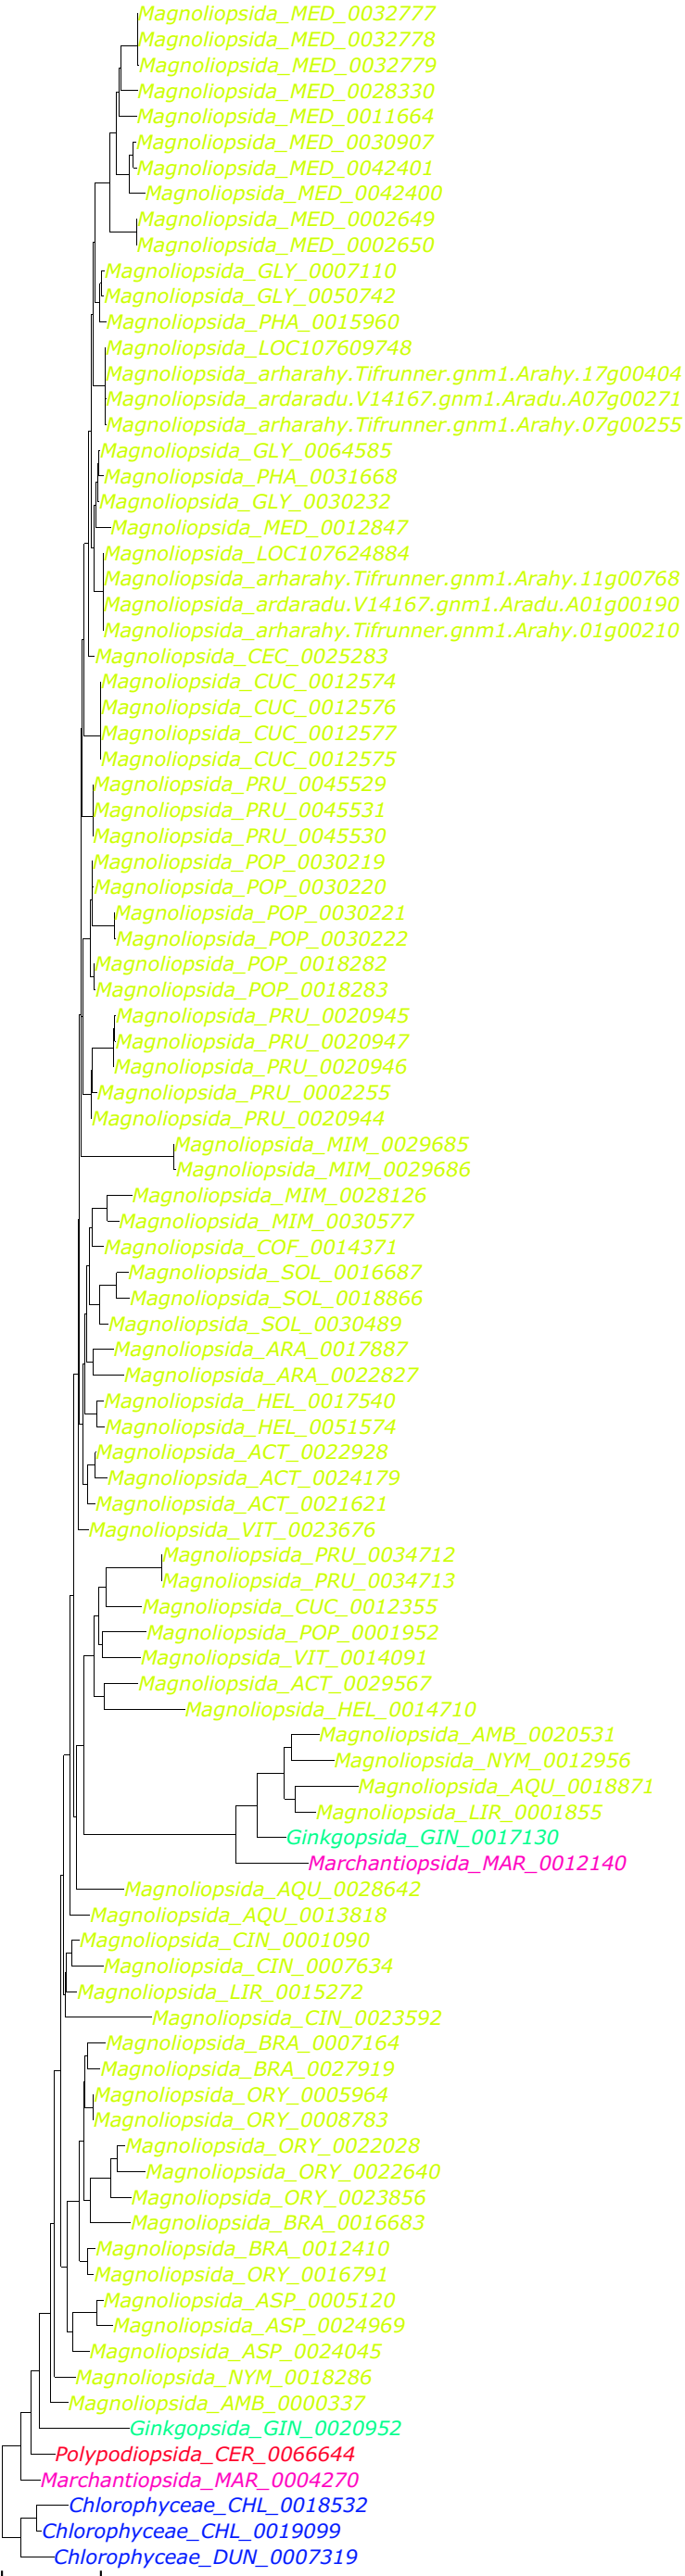 Magnoliopsida_MED_0032777
Magnoliopsida_MED_0032778
Magnoliopsida_MED_0032779
Magnoliopsida_MED_0028330
Magnoliopsida_MED_0011664
Magnoliopsida_MED_0030907
Magnoliopsida_MED_0042401
Magnoliopsida_MED_0042400
Magnoliopsida_MED_0002649
Magnoliopsida_MED_0002650
Magnoliopsida_GLY_0007110
Magnoliopsida_GLY_0050742
Magnoliopsida_PHA_0015960
Magnoliopsida_LOC107609748
Magnoliopsida_arharahy.Tifrunner.gnm1.Arahy.17g00404
Magnoliopsida_ardaradu.V14167.gnm1.Aradu.A07g00271
Magnoliopsida_arharahy.Tifrunner.gnm1.Arahy.07g00255
Magnoliopsida_GLY_0064585
Magnoliopsida_PHA_0031668
Magnoliopsida_GLY_0030232
Magnoliopsida_MED_0012847
Magnoliopsida_LOC107624884
Magnoliopsida_arharahy.Tifrunner.gnm1.Arahy.11g00768
Magnoliopsida_ardaradu.V14167.gnm1.Aradu.A01g00190
Magnoliopsida_arharahy.Tifrunner.gnm1.Arahy.01g00210
Magnoliopsida_CEC_0025283
Magnoliopsida_CUC_0012574
Magnoliopsida_CUC_0012576
Magnoliopsida_CUC_0012577
Magnoliopsida_CUC_0012575
Magnoliopsida_PRU_0045529
Magnoliopsida_PRU_0045531
Magnoliopsida_PRU_0045530
Magnoliopsida_POP_0030219
Magnoliopsida_POP_0030220
Magnoliopsida_POP_0030221
Magnoliopsida_POP_0030222
Magnoliopsida_POP_0018282
Magnoliopsida_POP_0018283
Magnoliopsida_PRU_0020945
Magnoliopsida_PRU_0020947
Magnoliopsida_PRU_0020946
Magnoliopsida_PRU_0002255
Magnoliopsida_PRU_0020944
Magnoliopsida_MIM_0029685
Magnoliopsida_MIM_0029686
Magnoliopsida_MIM_0028126
Magnoliopsida_MIM_0030577
Magnoliopsida_COF_0014371
Magnoliopsida_SOL_0016687
Magnoliopsida_SOL_0018866
Magnoliopsida_SOL_0030489
Magnoliopsida_ARA_0017887
Magnoliopsida_ARA_0022827
Magnoliopsida_HEL_0017540
Magnoliopsida_HEL_0051574
Magnoliopsida_ACT_0022928
Magnoliopsida_ACT_0024179
Magnoliopsida_ACT_0021621
Magnoliopsida_VIT_0023676
Magnoliopsida_PRU_0034712
Magnoliopsida_PRU_0034713
Magnoliopsida_CUC_0012355
Magnoliopsida_POP_0001952
Magnoliopsida_VIT_0014091
Magnoliopsida_ACT_0029567
Magnoliopsida_HEL_0014710
Magnoliopsida_AMB_0020531
Magnoliopsida_NYM_0012956
Magnoliopsida_AQU_0018871
Magnoliopsida_LIR_0001855
Ginkgopsida_GIN_0017130
Marchantiopsida_MAR_0012140
Magnoliopsida_AQU_0028642
Magnoliopsida_AQU_0013818
Magnoliopsida_CIN_0001090
Magnoliopsida_CIN_0007634
Magnoliopsida_LIR_0015272
Magnoliopsida_CIN_0023592
Magnoliopsida_BRA_0007164
Magnoliopsida_BRA_0027919
Magnoliopsida_ORY_0005964
Magnoliopsida_ORY_0008783
Magnoliopsida_ORY_0022028
Magnoliopsida_ORY_0022640
Magnoliopsida_ORY_0023856
Magnoliopsida_BRA_0016683
Magnoliopsida_BRA_0012410
Magnoliopsida_ORY_0016791
Magnoliopsida_ASP_0005120
Magnoliopsida_ASP_0024969
Magnoliopsida_ASP_0024045
Magnoliopsida_NYM_0018286
Magnoliopsida_AMB_0000337
Ginkgopsida_GIN_0020952
Polypodiopsida_CER_0066644
Marchantiopsida_MAR_0004270
Chlorophyceae_CHL_0018532
Chlorophyceae_CHL_0019099
Chlorophyceae_DUN_0007319